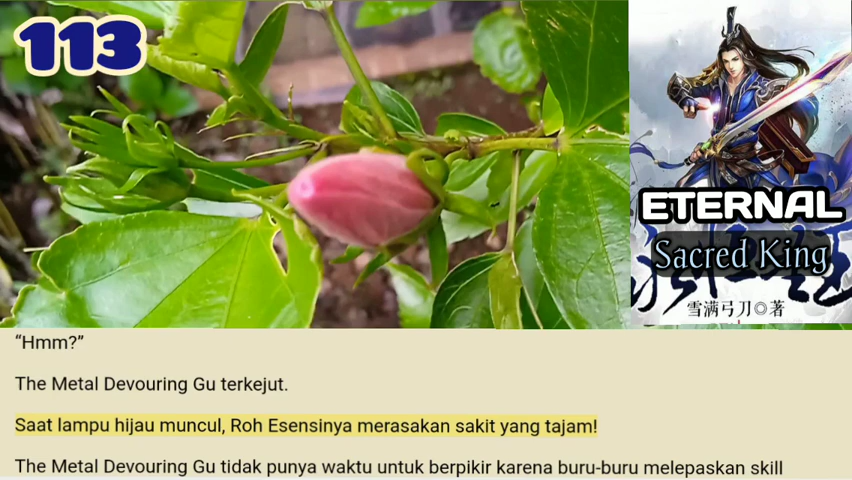 113
ETERNAL
Sacred King
雪满弓刀◎著
“Hmm?”
The Metal Devouring Gu terkejut.
Saat lampu hijau muncul, Roh Esensinya merasakan sakit yang tajam!
The Metal Devouring Gu tidak punya waktu untuk berpikir karena buru-buru melepaskan skill